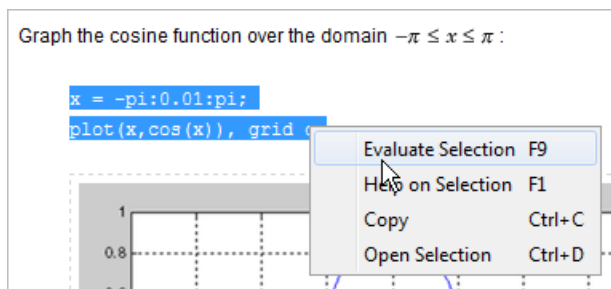 Graph the cosine function over the domain −π ≤ x ≤ π :
x = -pi:0.01:pi;
plot(x,cos(x)), grid
Evaluate Selection F9
Help on Selection F1
Copy Ctrl+C
Open Selection Ctrl+D
1
0.8